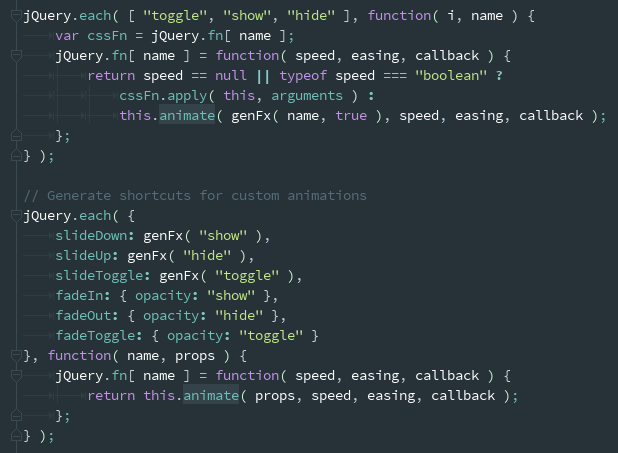 jQuery.each( [ "toggle", "show", "hide" ], function( i, name ) {
    var cssFn = jQuery.fn[ name ];
    jQuery.fn[ name ] = function( speed, easing, callback ) {
        return speed == null || typeof speed === "boolean" ?
            cssFn.apply( this, arguments ) :
            this.animate( genFx( name, true ), speed, easing, callback );
    };
} );

// Generate shortcuts for custom animations
jQuery.each( {
    slideDown: genFx( "show" ),
    slideUp: genFx( "hide" ),
    slideToggle: genFx( "toggle" ),
    fadeIn: { opacity: "show" },
    fadeOut: { opacity: "hide" },
    fadeToggle: { opacity: "toggle" }
}, function( name, props ) {
    jQuery.fn[ name ] = function( speed, easing, callback ) {
        return this.animate( props, speed, easing, callback );
    };
} );